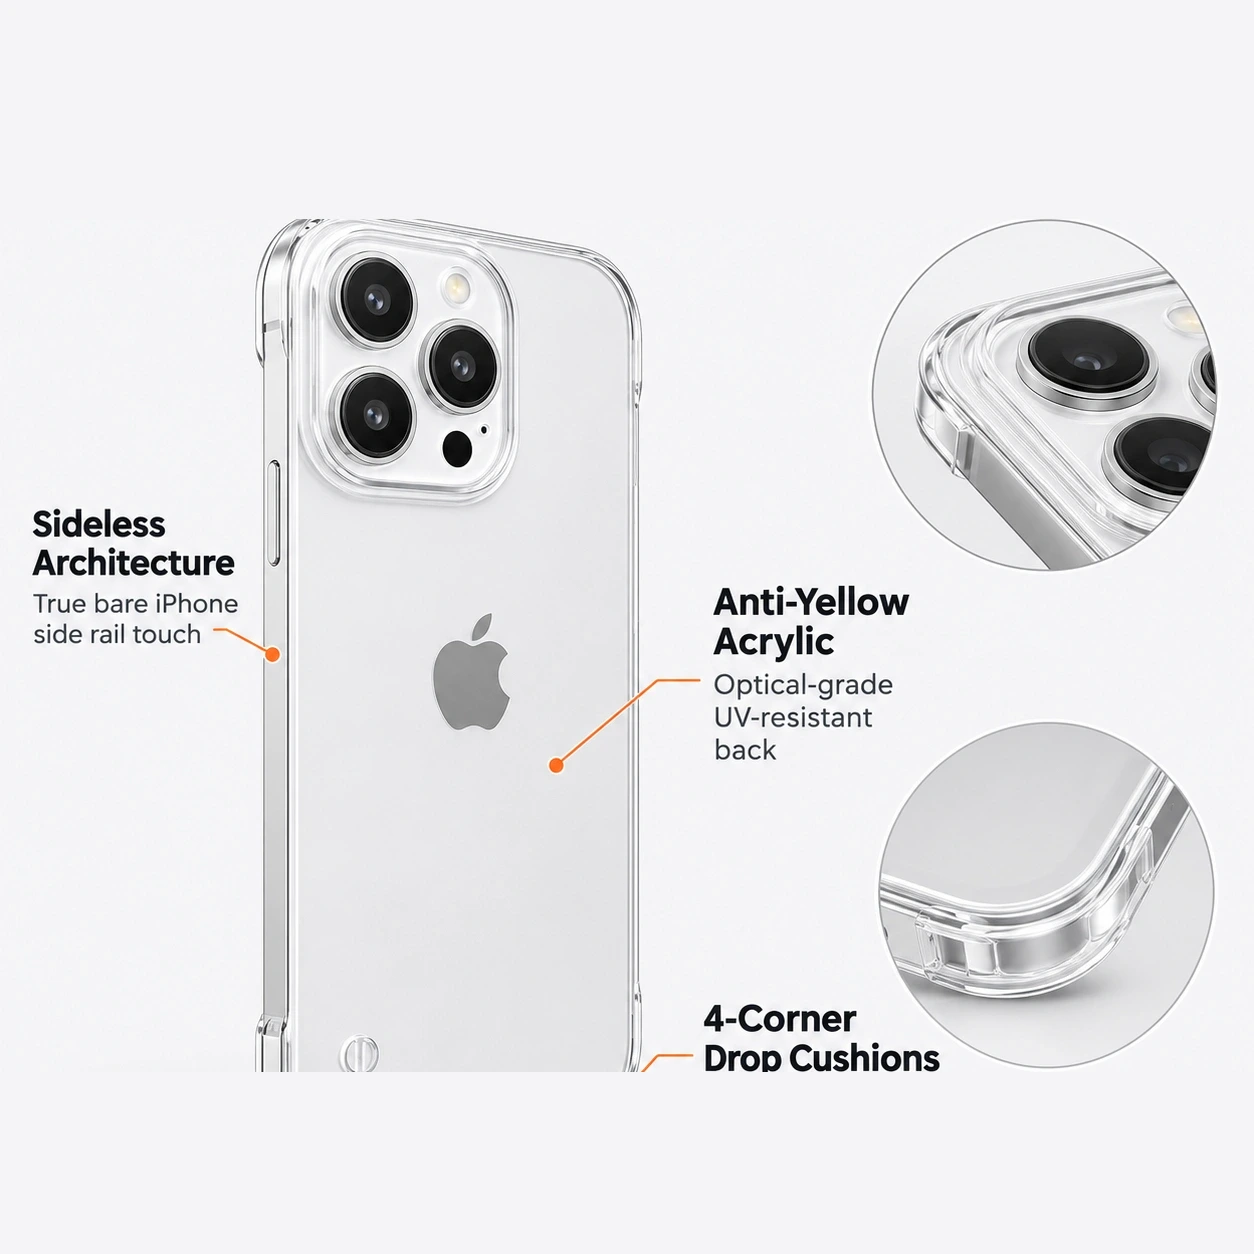 Sideless
Architecture
True bare iPhone
side rail touch
Anti-Yellow
Acrylic
Optical-grade
UV-resistant
back
4-Corner
Drop Cushions